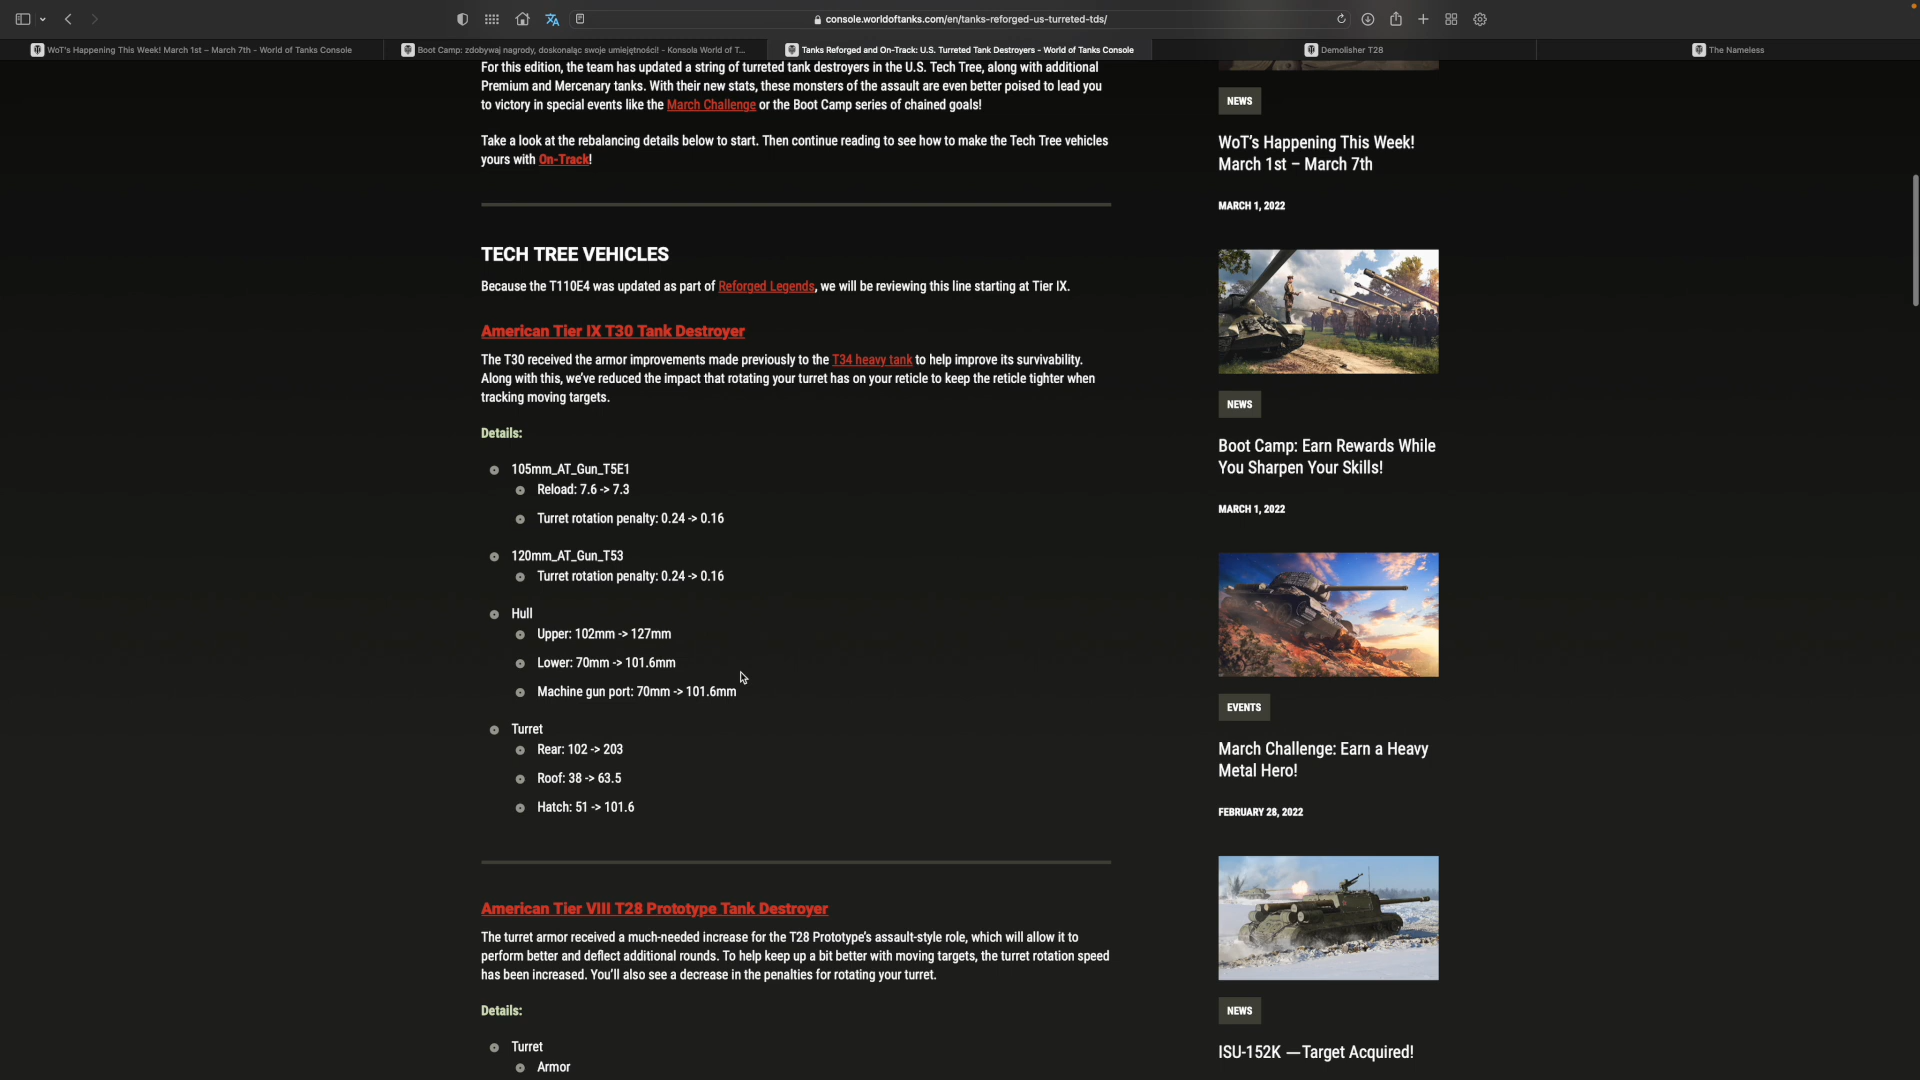 console.worldoftanks.com/en/tanks-reforged-us-turreted-tds/
WoT's Happening This Week! March 1st – March 7th - World of Tanks Console
Boot Camp: zdobywaj nagrody, doskonaląc swoje umiejętności! - Konsola World of T...
Tanks Reforged and On-Track: U.S. Turreted Tank Destroyers - World of Tanks Console
Demolisher T28
The Nameless
For this edition, the team has updated a string of turreted tank destroyers in the U.S. Tech Tree, along with additional
Premium and Mercenary tanks. With their new stats, these monsters of the assault are even better poised to lead you
to victory in special events like the March Challenge or the Boot Camp series of chained goals!
Take a look at the rebalancing details below to start. Then continue reading to see how to make the Tech Tree vehicles
yours with On-Track!
TECH TREE VEHICLES
Because the T110E4 was updated as part of Reforged Legends, we will be reviewing this line starting at Tier IX.
American Tier IX T30 Tank Destroyer
The T30 received the armor improvements made previously to the T34 heavy tank to help improve its survivability.
Along with this, we've reduced the impact that rotating your turret has on your reticle to keep the reticle tighter when
tracking moving targets.
Details:
105mm_AT_Gun_T5E1
Reload: 7.6 -> 7.3
Turret rotation penalty: 0.24 -> 0.16
120mm_AT_Gun_T53
Turret rotation penalty: 0.24 -> 0.16
Hull
Upper: 102mm -> 127mm
Lower: 70mm -> 101.6mm
Machine gun port: 70mm -> 101.6mm
Turret
Rear: 102 -> 203
Roof: 38 -> 63.5
Hatch: 51 -> 101.6
American Tier VIII T28 Prototype Tank Destroyer
The turret armor received a much-needed increase for the T28 Prototype's assault-style role, which will allow it to
perform better and deflect additional rounds. To help keep up a bit better with moving targets, the turret rotation speed
has been increased. You'll also see a decrease in the penalties for rotating your turret.
Details:
Turret
Armor
NEWS
WoT's Happening This Week!
March 1st – March 7th
MARCH 1, 2022
NEWS
Boot Camp: Earn Rewards While
You Sharpen Your Skills!
MARCH 1, 2022
EVENTS
March Challenge: Earn a Heavy
Metal Hero!
FEBRUARY 28, 2022
NEWS
ISU-152K — Target Acquired!